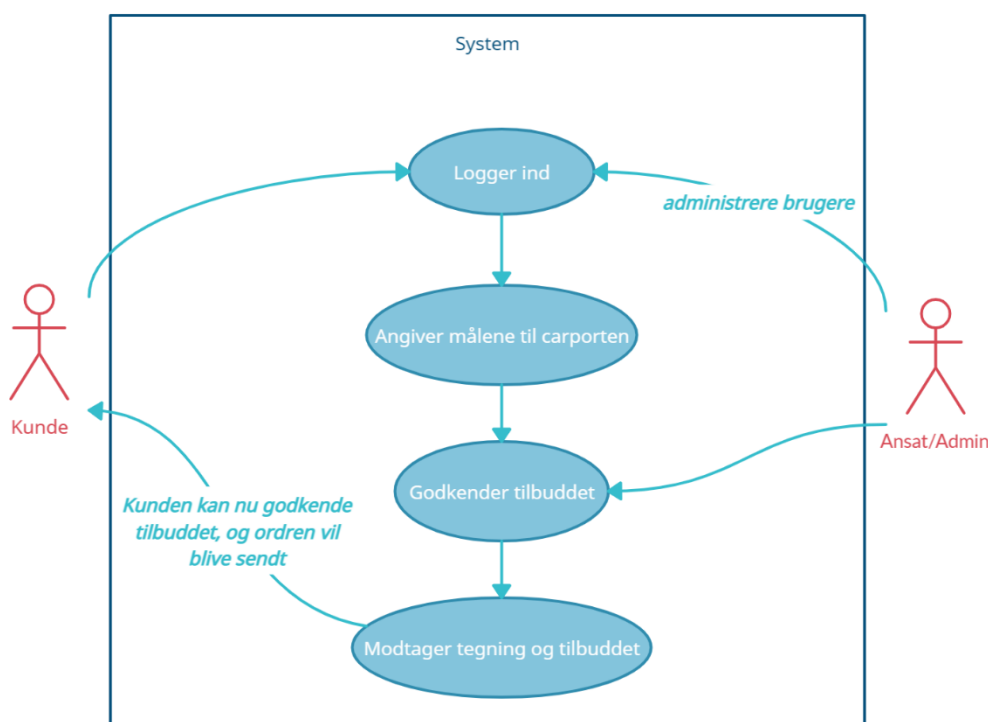 System
Logger ind
administrere brugere
Angiver målene til carporten
Kunde
Ansat/Admin
Godkender tilbuddet
Kunden kan nu godkende
tilbuddet, og ordren vil
blive sendt
Modtager tegning og tilbuddet